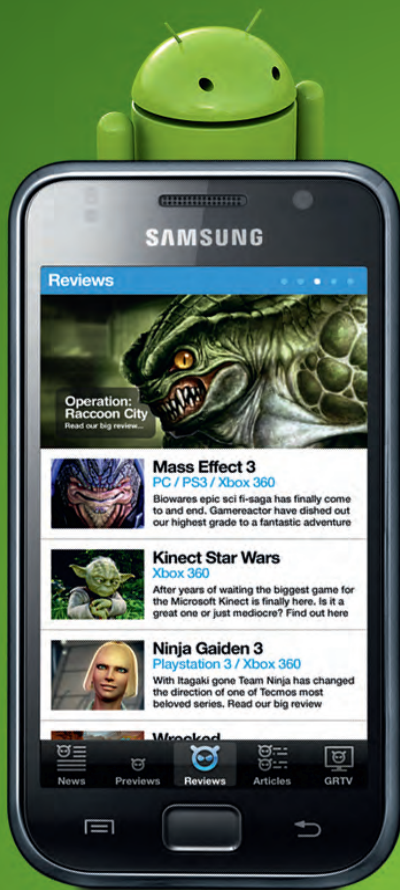 SAMSUNG
Reviews
Operation:
Raccoon City
Read our big review...
Mass Effect 3
PC / PS3 / Xbox 360
Biowares epic sci fi-saga has finally come
to and end. Gamereactor have dished out
our highest grade to a fantastic adventure
Kinect Star Wars
Xbox 360
After years of waiting the biggest game for
the Microsoft Kinect is finally here. Is it a
great one or just mediocre? Find out here
Ninja Gaiden 3
Playstation 3 / Xbox 360
With Itagaki gone Team Ninja has changed
the direction of one of Tecmos most
beloved series. Read our big review
Wrecked
News Previews Reviews Articles GRTV